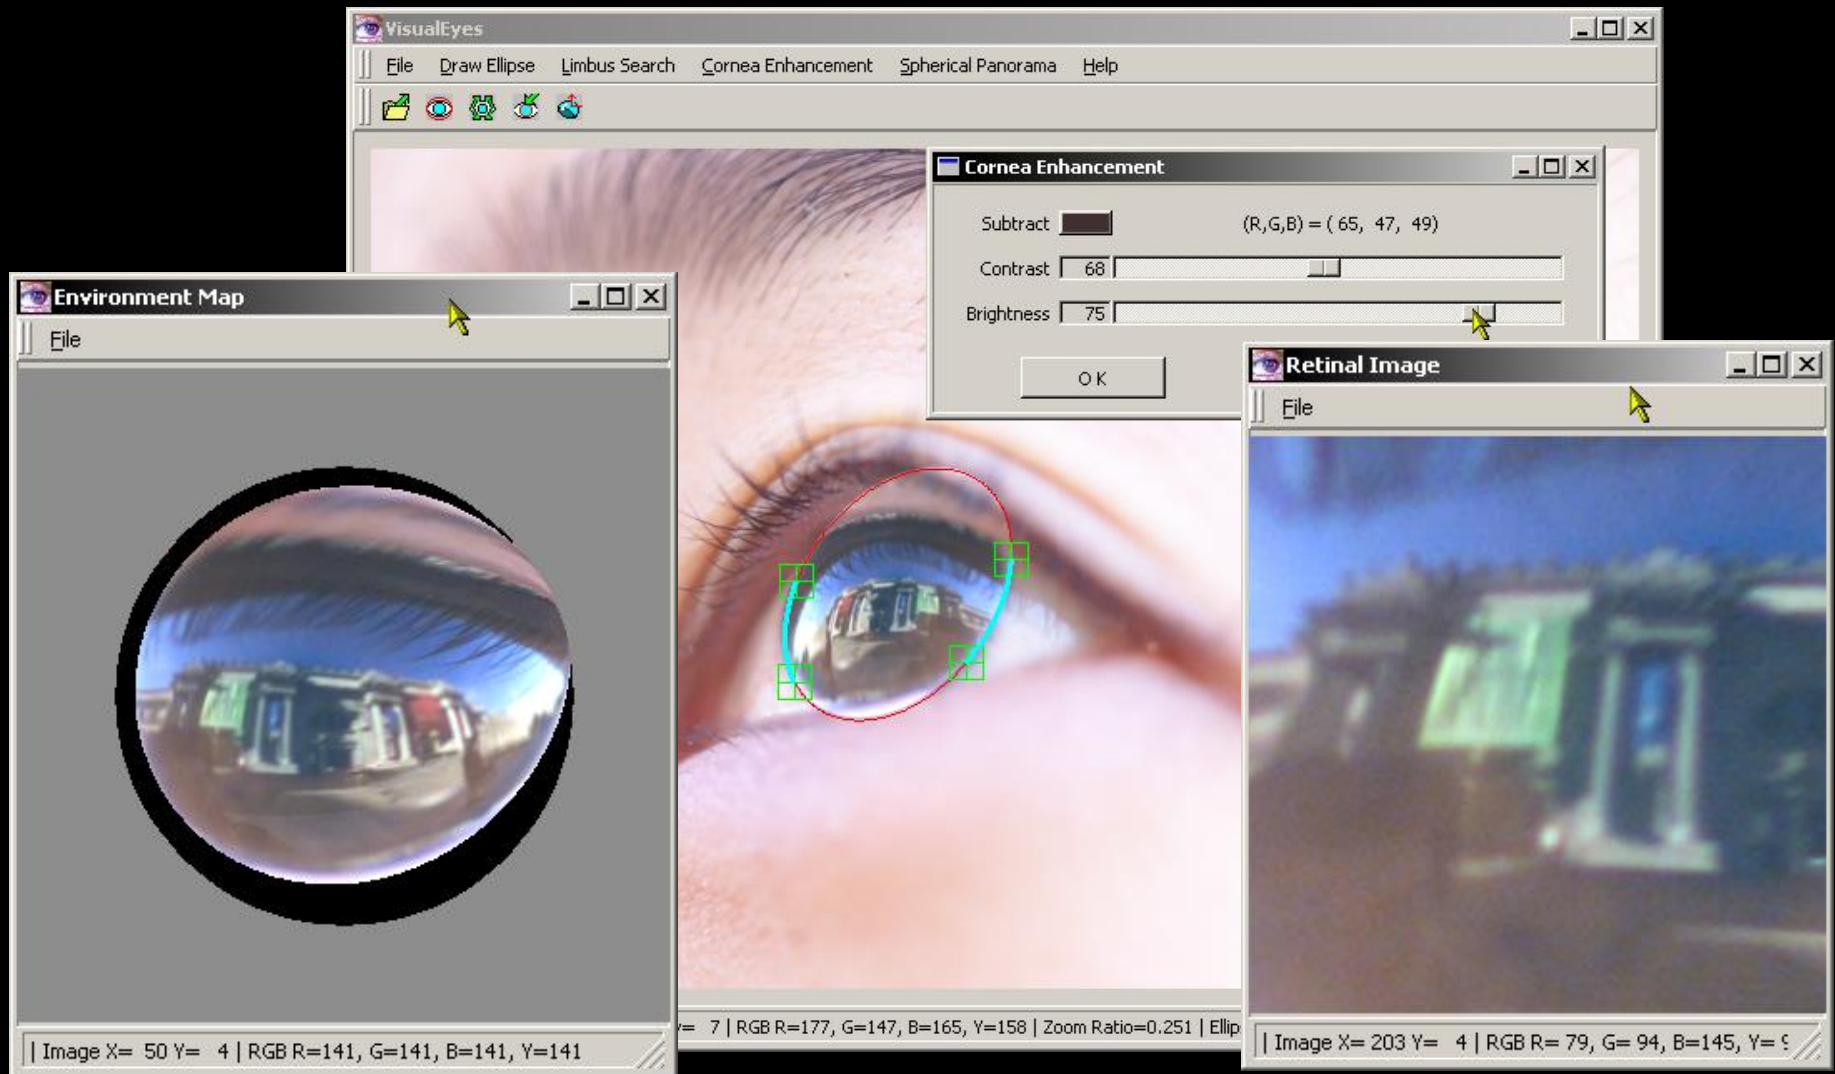 VisualEyes
File Draw Ellipse Limbus Search Cornea Enhancement Spherical Panorama Help
Cornea Enhancement
Subtract (R,G,B) = ( 65, 47, 49)
Contrast 68
Brightness 75
OK
Environment Map
File
Retinal Image
File
= 7 | RGB R=177, G=147, B=165, Y=158 | Zoom Ratio=0.251 | Ellip
| Image X= 50 Y= 4 | RGB R=141, G=141, B=141, Y=141
| Image X= 203 Y= 4 | RGB R= 79, G= 94, B=145, Y=